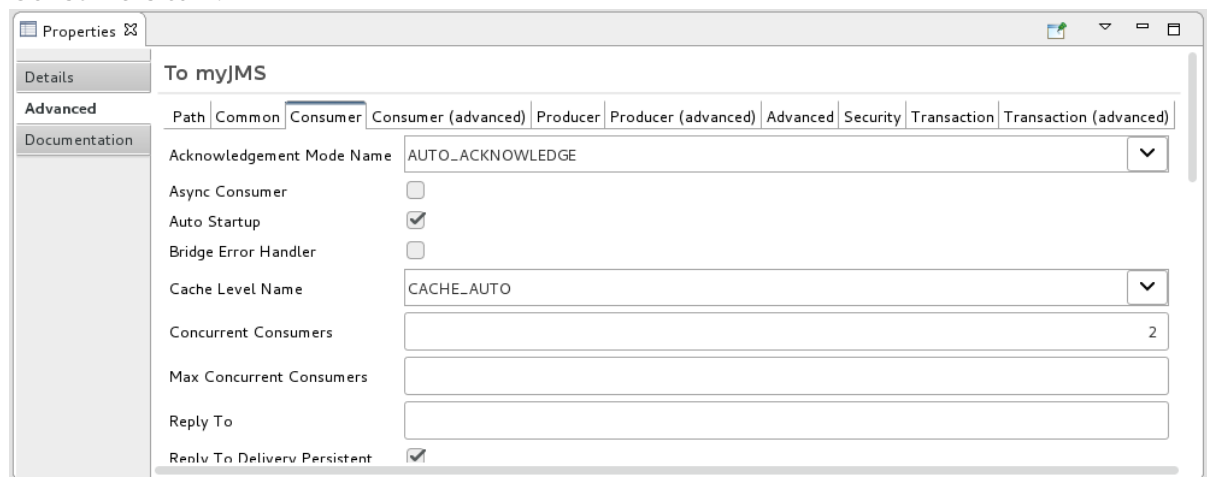 Properties
Details
Advanced
Documentation
To myJMS
Path Common Consumer Consumer (advanced) Producer Producer (advanced) Advanced Security Transaction Transaction (advanced)
Acknowledgement Mode Name AUTO_ACKNOWLEDGE
Async Consumer
Auto Startup
Bridge Error Handler
Cache Level Name CACHE_AUTO
Concurrent Consumers 2
Max Concurrent Consumers
Reply To
Reply To Delivery Persistent